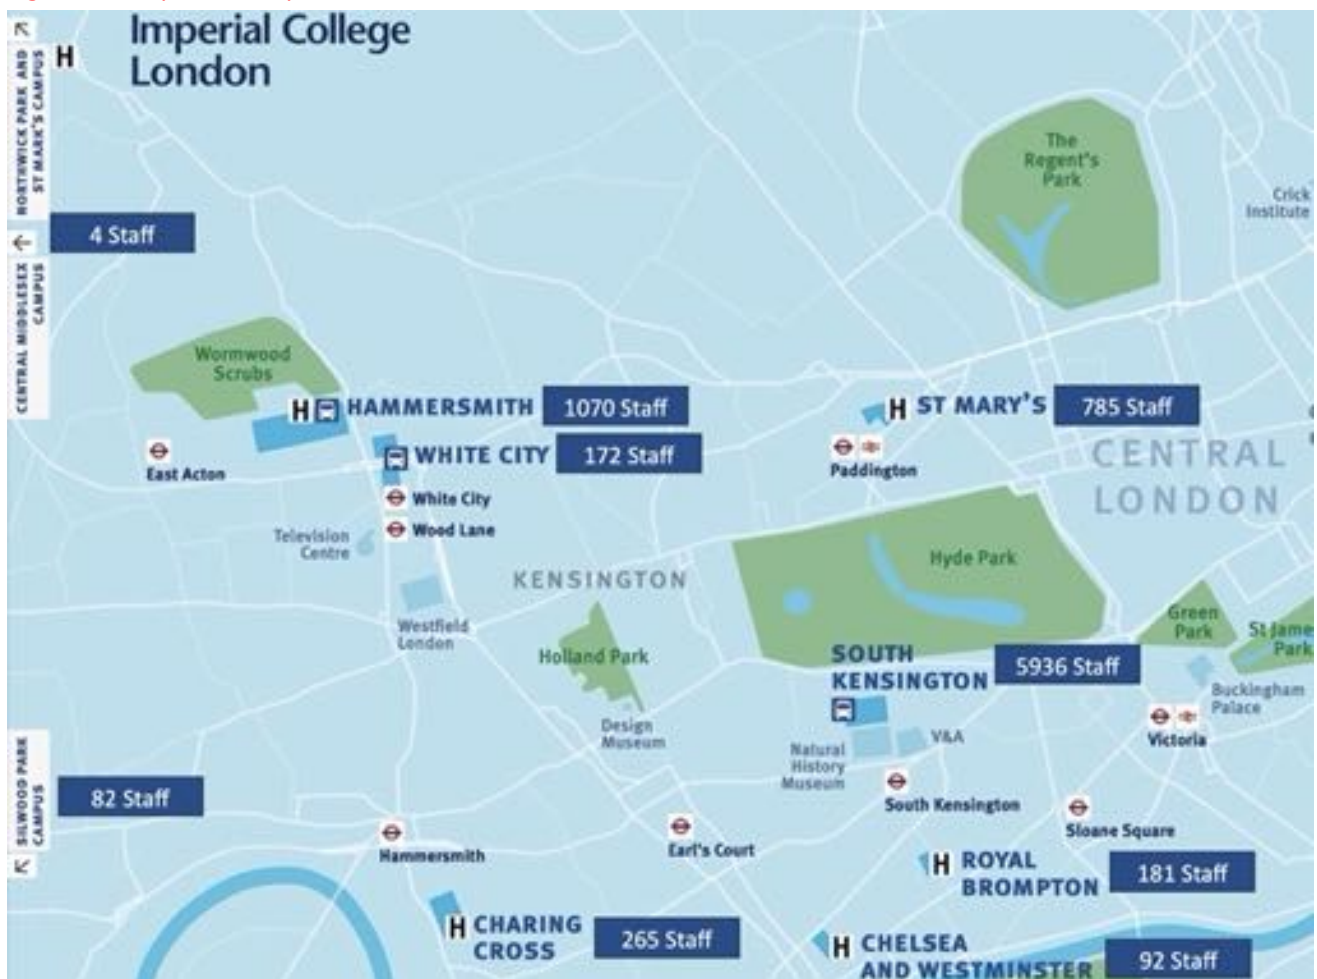 Imperial College
London
NORTHWICK PARK AND
ST MARK'S CAMPUS
H
4 Staff
CENTRAL MIDDLESEX
CAMPUS
The
Regent's
Park
Crick
Institute
Wormwood
Scrubs
H HAMMERSMITH 1070 Staff
H ST MARY'S 785 Staff
WHITE CITY 172 Staff
East Acton
Paddington
CENTRAL
LONDON
White City
Wood Lane
Television
Centre
Hyde Park
KENSINGTON
Westfield
London
Holland Park
Green
Park
St Jame
Park
SOUTH
KENSINGTON 5936 Staff
Buckingham
Palace
Design
Museum
V&A
Victoria
Natural
History
Museum
SILWOOD PARK
CAMPUS
82 Staff
South Kensington
Sloane Square
Hammersmith
Earl's Court
H ROYAL
BROMPTON 181 Staff
H CHARING
CROSS 265 Staff
H CHELSEA
AND WESTMINSTER 92 Staff